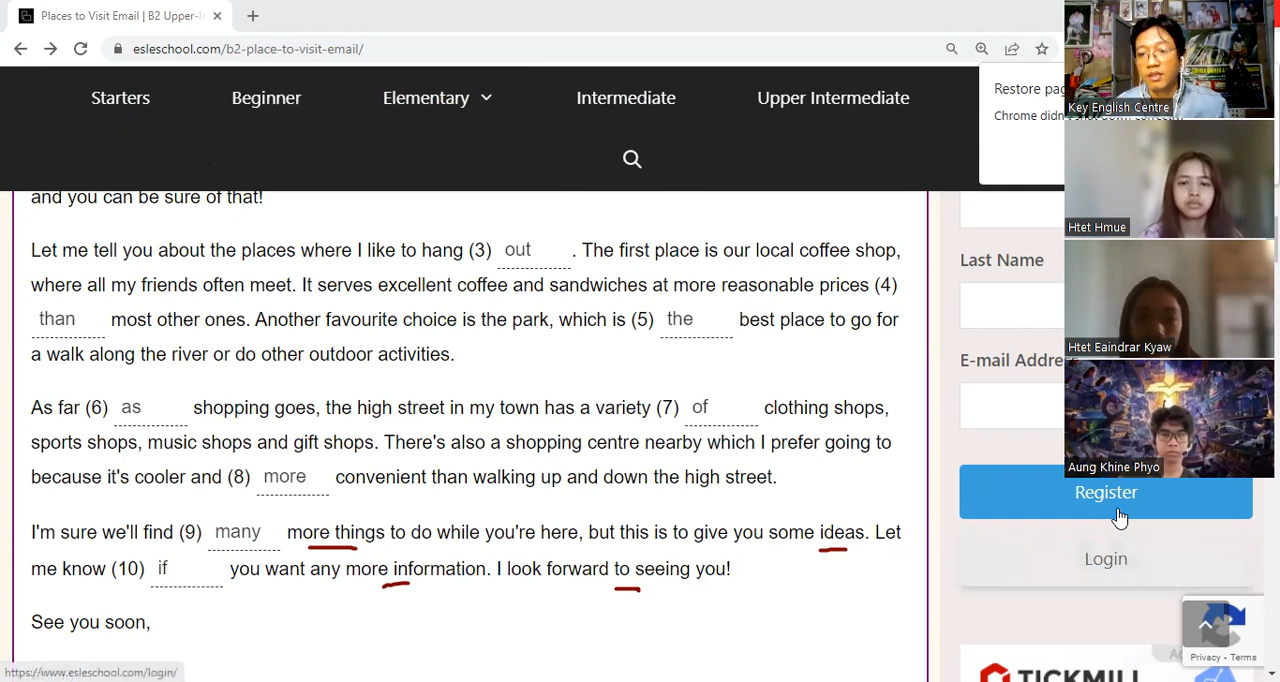 Places to Visit Email | B2 Upper-I
esleschool.com/b2-place-to-visit-email/
Starters Beginner Elementary Intermediate Upper Intermediate
Restore pag
Chrome didn't shut down correctly.
Key English Centre
and you can be sure of that!
Let me tell you about the places where I like to hang (3) out . The first place is our local coffee shop,
where all my friends often meet. It serves excellent coffee and sandwiches at more reasonable prices (4)
than most other ones. Another favourite choice is the park, which is (5) the best place to go for
a walk along the river or do other outdoor activities.
As far (6) as shopping goes, the high street in my town has a variety (7) of clothing shops,
sports shops, music shops and gift shops. There's also a shopping centre nearby which I prefer going to
because it's cooler and (8) more convenient than walking up and down the high street.
I'm sure we'll find (9) many more things to do while you're here, but this is to give you some ideas. Let
me know (10) if you want any more information. I look forward to seeing you!
See you soon,
https://www.esleschool.com/login/
Last Name
E-mail Addre
Register
Login
Privacy - Terms
TICKMILL
Htet Hmue
Htet Eaindrar Kyaw
Aung Khine Phyo